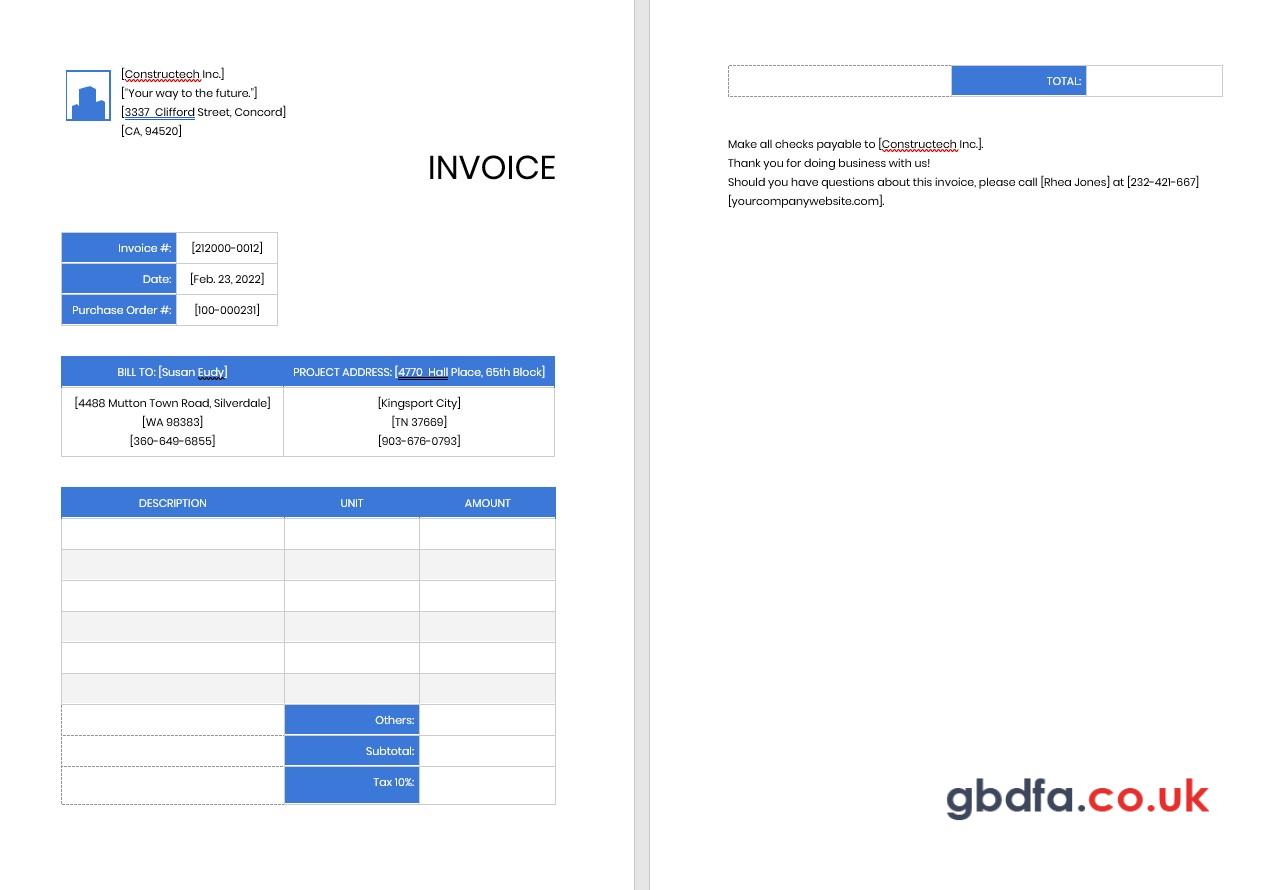 [Constructech Inc.]
["Your way to the future."]
[3337  Clifford Street, Concord]
[CA, 94520]
INVOICE
Invoice #: [212000-0012]
Date: [Feb. 23, 2022]
Purchase Order #: [100-000231]
BILL TO: [Susan Eudy] PROJECT ADDRESS: [4770  Hall Place, 65th Block]
[4488 Mutton Town Road, Silverdale] [Kingsport City]
[WA 98383] [TN 37669]
[360-649-6855] [903-676-0793]
DESCRIPTION UNIT AMOUNT
Others:
Subtotal:
Tax 10%:
TOTAL:
Make all checks payable to [Constructech Inc.].
Thank you for doing business with us!
Should you have questions about this invoice, please call [Rhea Jones] at [232-421-667]
[yourcompanywebsite.com].
gbdfa.co.uk